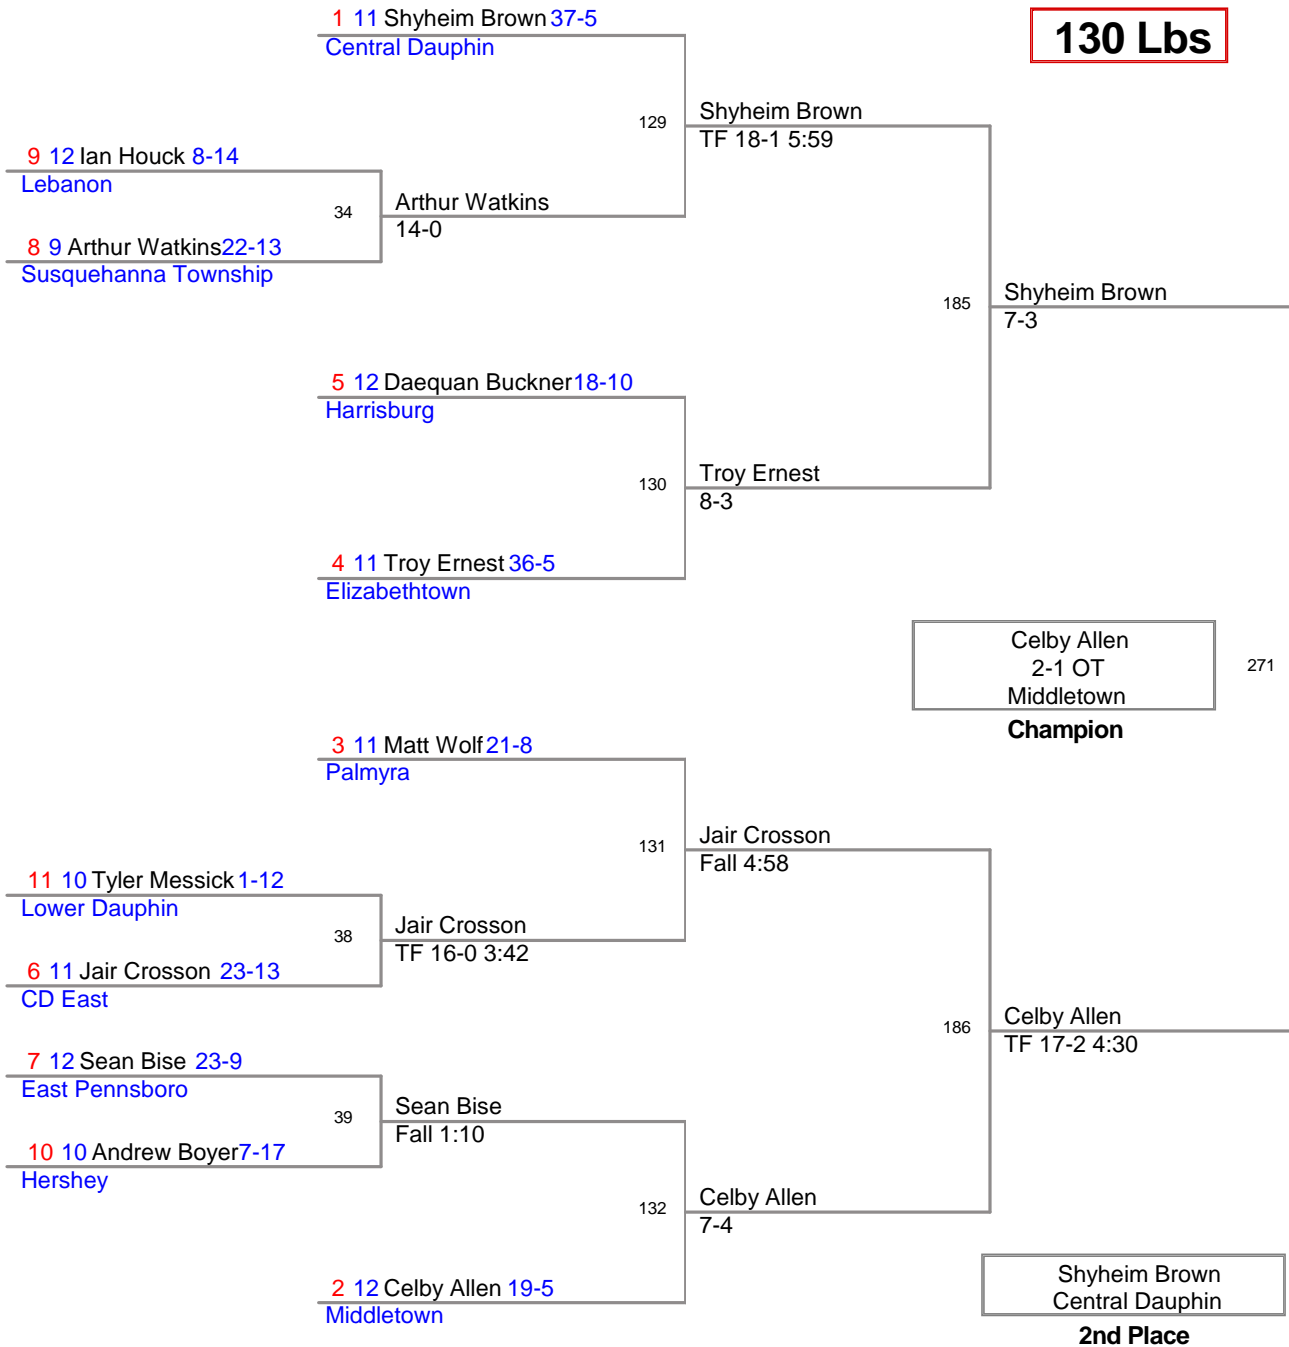 1 11 Shyheim Brown 37-5
Central Dauphin
130 Lbs
129
Shyheim Brown
TF 18-1 5:59
9 12 Ian Houck 8-14
Lebanon
34
Arthur Watkins
14-0
8 9 Arthur Watkins 22-13
Susquehanna Township
185
Shyheim Brown
7-3
5 12 Daequan Buckner 18-10
Harrisburg
130
Troy Ernest
8-3
4 11 Troy Ernest 36-5
Elizabethtown
Celby Allen
2-1 OT
Middletown
271
Champion
3 11 Matt Wolf 21-8
Palmyra
131
Jair Crosson
Fall 4:58
11 10 Tyler Messick 1-12
Lower Dauphin
38
Jair Crosson
TF 16-0 3:42
6 11 Jair Crosson 23-13
CD East
186
Celby Allen
TF 17-2 4:30
7 12 Sean Bise 23-9
East Pennsboro
39
Sean Bise
Fall 1:10
10 10 Andrew Boyer 7-17
Hershey
132
Celby Allen
7-4
2 12 Celby Allen 19-5
Middletown
Shyheim Brown
Central Dauphin
2nd Place